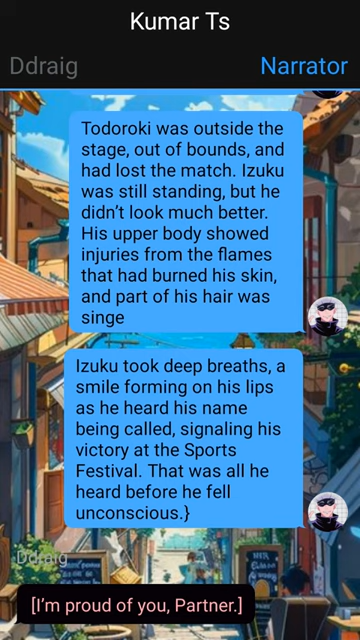 Kumar Ts
Ddraig
Narrator
Todoroki was outside the
stage, out of bounds, and
had lost the match. Izuku
was still standing, but he
didn’t look much better.
His upper body showed
injuries from the flames
that had burned his skin,
and part of his hair was
singe
Izuku took deep breaths, a
smile forming on his lips
as he heard his name
being called, signaling his
victory at the Sports
Festival. That was all he
heard before he fell
unconscious.}
Ddraig
[I’m proud of you, Partner.]